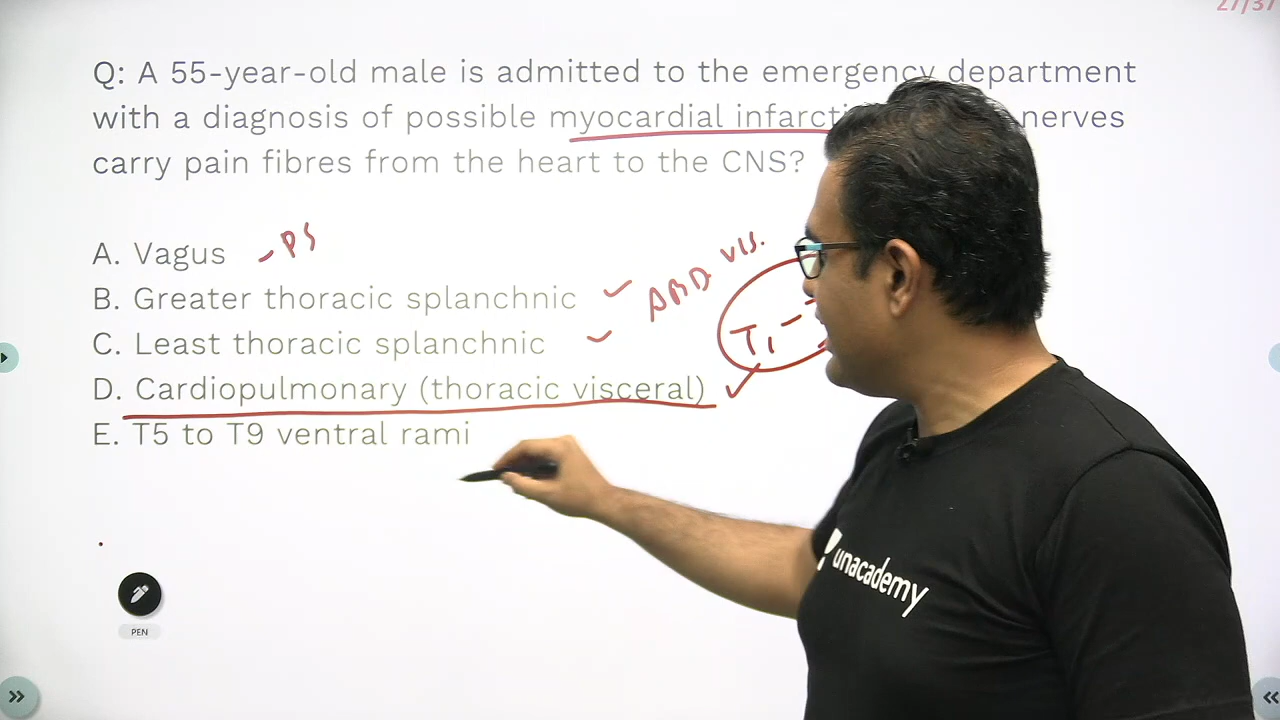 27/37
Q: A 55-year-old male is admitted to the emergency department
with a diagnosis of possible myocardial infarcti nerves
carry pain fibres from the heart to the CNS?
A. Vagus - PS
B. Greater thoracic splanchnic ABD. VIS.
C. Least thoracic splanchnic T1 -
D. Cardiopulmonary (thoracic visceral)
E. T5 to T9 ventral rami
PEN
unacademy